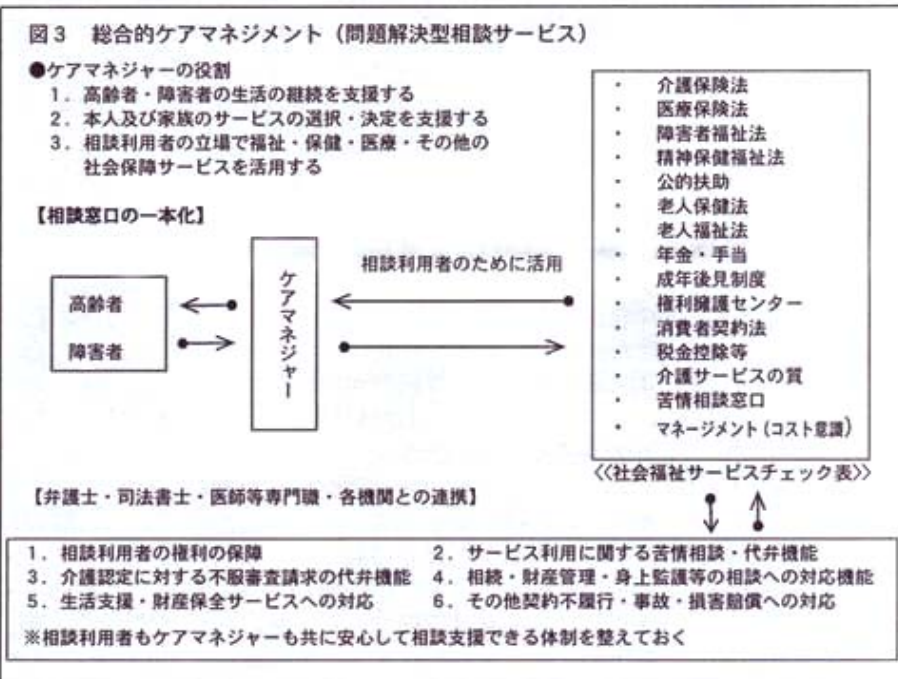 図3 総合的ケアマネジメント（問題解決型相談サービス）
●ケアマネジャーの役割
1．高齢者・障害者の生活の継続を支援する
2．本人及び家族のサービスの選択・決定を支援する
3．相談利用者の立場で福祉・保健・医療・その他の
社会保障サービスを活用する
【相談窓口の一本化】
高齢者
障害者
ケアマネジャー
相談利用者のために活用
・ 介護保険法
・ 医療保険法
・ 障害者福祉法
・ 精神保健福祉法
・ 公的扶助
・ 老人保健法
・ 老人福祉法
・ 年金・手当
・ 成年後見制度
・ 権利擁護センター
・ 消費者契約法
・ 税金控除等
・ 介護サービスの質
・ 苦情相談窓口
・ マネージメント（コスト意識）
《社会福祉サービスチェック表》
【弁護士・司法書士・医師等専門職・各機関との連携】
1．相談利用者の権利の保障 2．サービス利用に関する苦情相談・代弁機能
3．介護認定に対する不服審査請求の代弁機能 4．相続・財産管理・身上監護等の相談への対応機能
5．生活支援・財産保全サービスへの対応 6．その他契約不履行・事故・損害賠償への対応
※相談利用者もケアマネジャーも共に安心して相談支援できる体制を整えておく